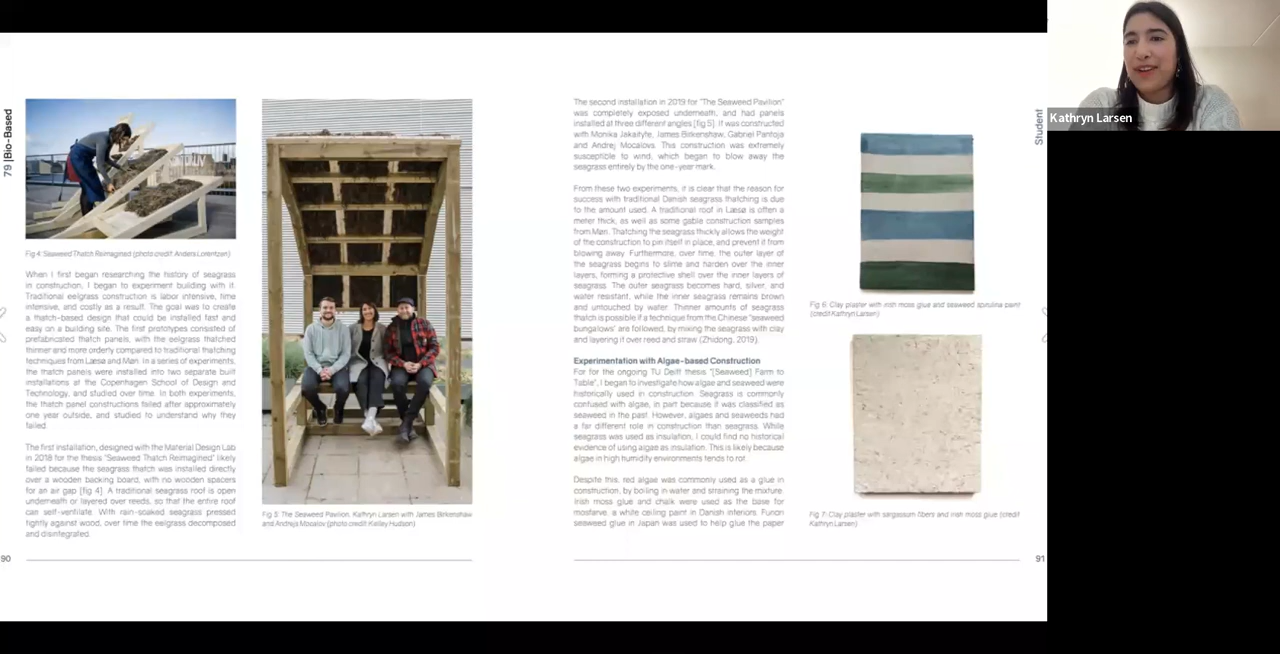 79 | Bio-Based
Fig 4: Seaweed Thatch Reimagined (photo credit: Anders Lorentzen)
When I first began researching the history of seagrass
in construction, I began to experiment building with it.
Traditional eelgrass construction is labor intensive, time
intensive, and costly as a result. The goal was to create
a thatch-based design that could be installed fast and
easy on a building site. The first prototypes consisted of
prefabricated thatch panels, with the eelgrass thatched
thinner and more orderly compared to traditional thatching
techniques from Læsø and Møn. In a series of experiments,
the thatch panels were installed into two separate built
installations at the Copenhagen School of Design and
Technology, and studied over time. In both experiments,
the thatch panel constructions failed after approximately
one year outside, and studied to understand why they
failed.
The first installation, designed with the Material Design Lab
in 2018 for the thesis "Seaweed Thatch Reimagined" likely
failed because the seagrass thatch was installed directly
over a wooden backing board, with no wooden spacers
for an air gap [fig 4]. A traditional seagrass roof is open
underneath or layered over reeds, so that the entire roof
can self-ventilate. With rain-soaked seagrass pressed
tightly against wood, over time the eelgrass decomposed
and disintegrated.
90
Fig 5: The Seaweed Pavilion. Kathryn Larsen with James Birkenshaw
and Andrejs Mocalov (photo credit: Kelley Hudson)
The second installation in 2019 for "The Seaweed Pavilion"
was completely exposed underneath, and had panels
installed at three different angles [fig 5]. It was constructed
with Monika Jakaityte, James Birkenshaw, Gabriel Pantoja
and Andrej Mocalovs. This construction was extremely
susceptible to wind, which began to blow away the
seagrass entirely by the one-year mark.
From these two experiments, it is clear that the reason for
success with traditional Danish seagrass thatching is due
to the amount used. A traditional roof in Læsø is often a
meter thick, as well as some gable construction samples
from Møn. Thatching the seagrass thickly allows the weight
of the construction to pin itself in place, and prevent it from
blowing away. Furthermore, over time, the outer layer of
the seagrass begins to slime and harden over the inner
layers, forming a protective shell over the inner layers of
seagrass. The outer seagrass becomes hard, silver, and
water resistant, while the inner seagrass remains brown
and untouched by water. Thinner amounts of seagrass
thatch is possible if a technique from the Chinese "seaweed
bungalows" are followed, by mixing the seagrass with clay
and layering it over reed and straw (Zhidong, 2019).
Experimentation with Algae-based Construction
For for the ongoing TU Delft thesis "[Seaweed] Farm to
Table", I began to investigate how algae and seaweed were
historically used in construction. Seagrass is commonly
confused with algae, in part because it was classified as
seaweed in the past. However, algaes and seaweeds had
a far different role in construction than seagrass. While
seagrass was used as insulation, I could find no historical
evidence of using algae as insulation. This is likely because
algae in high humidity environments tends to rot.
Despite this, red algae was commonly used as a glue in
construction, by boiling in water and straining the mixture.
Irish moss glue and chalk were used as the base for
mosfarve, a white ceiling paint in Danish interiors. Funori
seaweed glue in Japan was used to help glue the paper
Fig 6: Clay plaster with irish moss glue and seaweed spirulina paint
(credit Kathryn Larsen)
Fig 7: Clay plaster with sargassum fibers and irish moss glue (credit
Kathryn Larsen)
91
Student
Kathryn Larsen